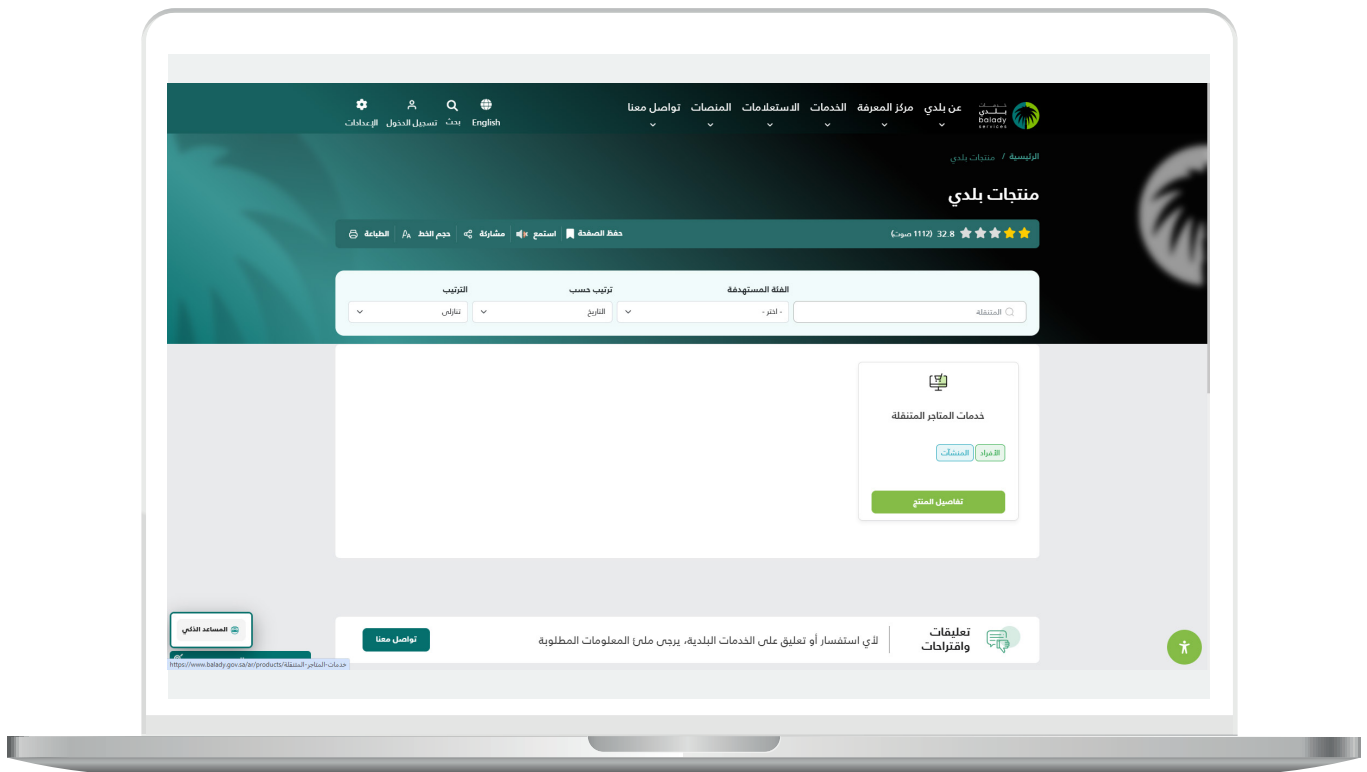 خدمات
بلدي
balady
services
عن بلدي
مركز المعرفة
الخدمات
الاستعلامات
المنصات
تواصل معنا
English
بحث
تسجيل الدخول
الإعدادات
الرئيسية / منتجات بلدي
منتجات بلدي
32.8 (1112 صوت)
حفظ الصفحة
استمع
مشاركة
حجم الخط
الطباعة
الفئة المستهدفة
ترتيب حسب
الترتيب
المتنقلة
- اختر -
التاريخ
تنازلي
خدمات المتاجر المتنقلة
الأفراد
المنشآت
تفاصيل المنتج
تعليقات
واقتراحات
لأي استفسار أو تعليق على الخدمات البلدية، يرجى ملئ المعلومات المطلوبة
تواصل معنا
المساعد الذكي
https://www.balady.gov.sa/ar/products/خدمات-المتاجر-المتنقلة